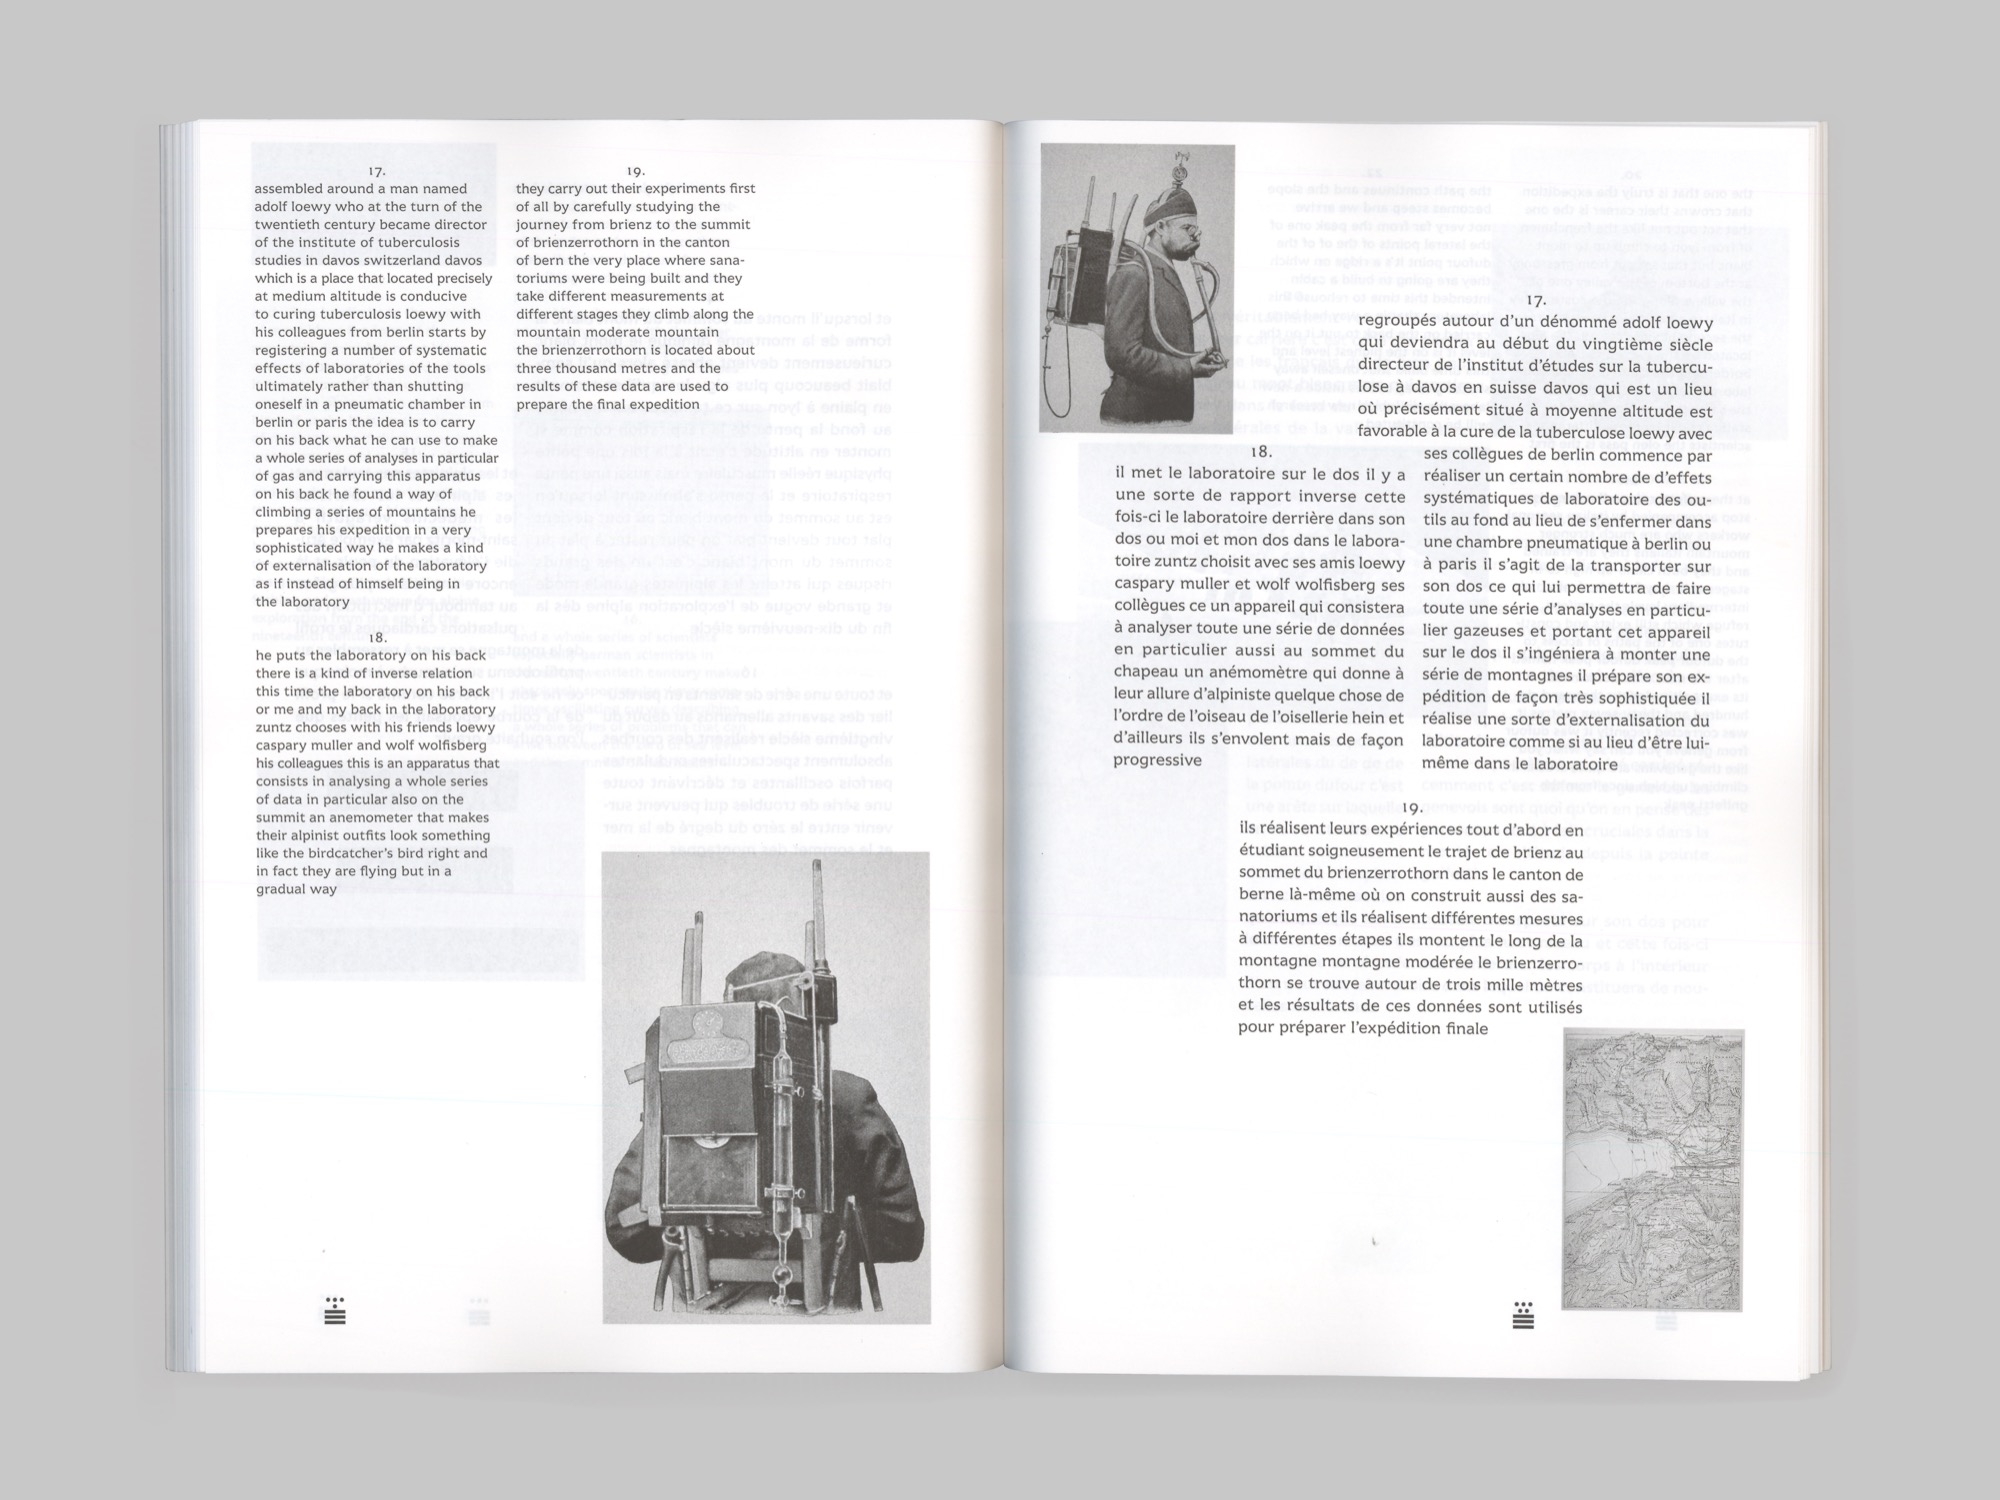 17.
assembled around a man named
adolf loewy who at the turn of the
twentieth century became director
of the institute of tuberculosis
studies in davos switzerland davos
which is a place that located precisely
at medium altitude is conducive
to curing tuberculosis loewy with
his colleagues from berlin starts by
registering a number of systematic
effects of laboratories of the tools
ultimately rather than shutting
oneself in a pneumatic chamber in
berlin or paris the idea is to carry
on his back what he can use to make
a whole series of analyses in particular
of gas and carrying this apparatus
on his back he found a way of
climbing a series of mountains he
prepares his expedition in a very
sophisticated way he makes a kind
of externalisation of the laboratory
as if instead of himself being in
the laboratory
18.
he puts the laboratory on his back
there is a kind of inverse relation
this time the laboratory on his back
or me and my back in the laboratory
zuntz chooses with his friends loewy
caspary muller and wolf wolfisberg
his colleagues this is an apparatus that
consists in analysing a whole series
of data in particular also on the
summit an anemometer that makes
their alpinist outfits look something
like the birdcatcher's bird right and
in fact they are flying but in a
gradual way
19.
they carry out their experiments first
of all by carefully studying the
journey from brienz to the summit
of brienzerrothorn in the canton
of bern the very place where sana-
toriums were being built and they
take different measurements at
different stages they climb along the
mountain moderate mountain
the brienzerrothorn is located about
three thousand metres and the
results of these data are used to
prepare the final expedition
17.
regroupés autour d'un dénommé adolf loewy
qui deviendra au début du vingtième siècle
directeur de l'institut d'études sur la tubercu-
lose à davos en suisse davos qui est un lieu
où précisément situé à moyenne altitude est
favorable à la cure de la tuberculose loewy avec
ses collègues de berlin commence par
réaliser un certain nombre de d'effets
systématiques de laboratoire des ou-
tils au fond au lieu de s'enfermer dans
une chambre pneumatique à berlin ou
à paris il s'agit de la transporter sur
son dos ce qui lui permettra de faire
toute une série d'analyses en particu-
lier gazeuses et portant cet appareil
sur le dos il s'ingéniera à monter une
série de montagnes il prépare son ex-
pédition de façon très sophistiquée il
réalise une sorte d'externalisation du
laboratoire comme si au lieu d'être lui-
même dans le laboratoire
18.
il met le laboratoire sur le dos il y a
une sorte de rapport inverse cette
fois-ci le laboratoire derrière dans son
dos ou moi et mon dos dans le labora-
toire zuntz choisit avec ses amis loewy
caspary muller et wolf wolfisberg ses
collègues ce un appareil qui consistera
à analyser toute une série de données
en particulier aussi au sommet du
chapeau un anémomètre qui donne à
leur allure d'alpiniste quelque chose de
l'ordre de l'oiseau de l'oisellerie hein et
d'ailleurs ils s'envolent mais de façon
progressive
19.
ils réalisent leurs expériences tout d'abord en
étudiant soigneusement le trajet de brienz au
sommet du brienzerrothorn dans le canton de
berne là-même où on construit aussi des sa-
natoriums et ils réalisent différentes mesures
à différentes étapes ils montent le long de la
montagne montagne modérée le brienzerro-
thorn se trouve autour de trois mille mètres
et les résultats de ces données sont utilisés
pour préparer l'expédition finale